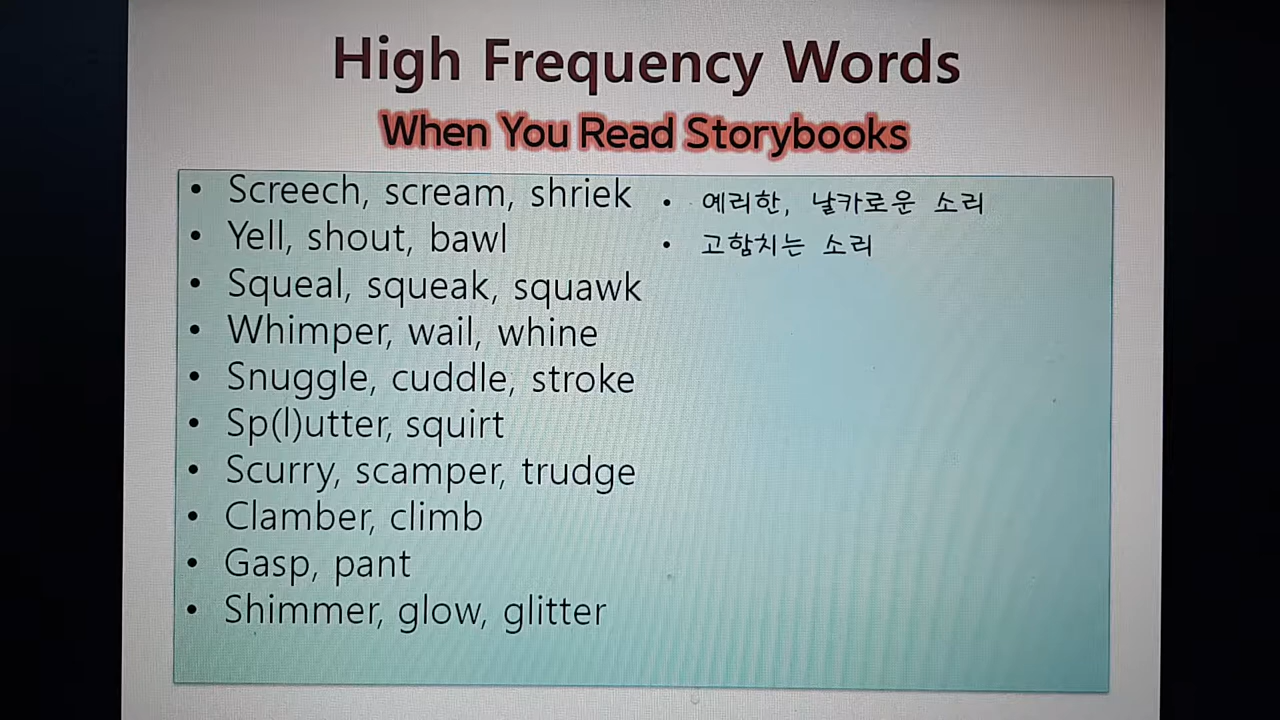 High Frequency Words
When You Read Storybooks
• Screech, scream, shriek
• Yell, shout, bawl
• Squeal, squeak, squawk
• Whimper, wail, whine
• Snuggle, cuddle, stroke
• Sp(l)utter, squirt
• Scurry, scamper, trudge
• Clamber, climb
• Gasp, pant
• Shimmer, glow, glitter
• 예리한, 날카로운 소리
• 고함치는 소리